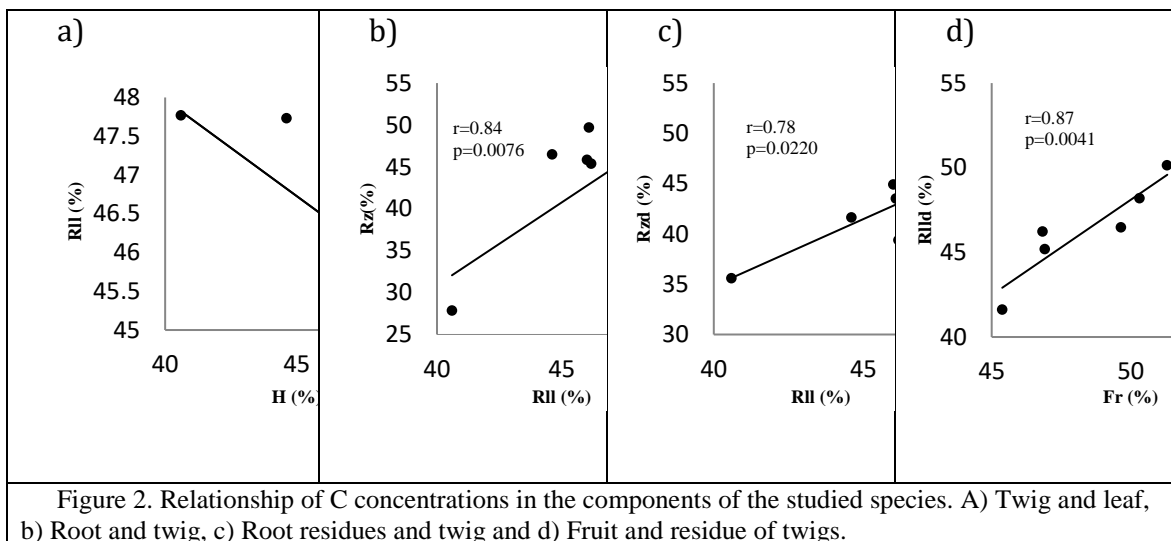 a)
48
47.5
47
46.5
46
45.5
45
Rll (%)
40 45
H (%)
b)
55
50
45
40
35
30
25
Rz(%)
r=0.84
p=0.0076
40 45
Rll (%)
c)
55
50
45
40
35
30
Rzd (%)
r=0.78
p=0.0220
40 45
Rll (%)
d)
55
50
45
40
Rlld (%)
r=0.87
p=0.0041
45 50
Fr (%)
Figure 2. Relationship of C concentrations in the components of the studied species. A) Twig and leaf,
b) Root and twig, c) Root residues and twig and d) Fruit and residue of twigs.